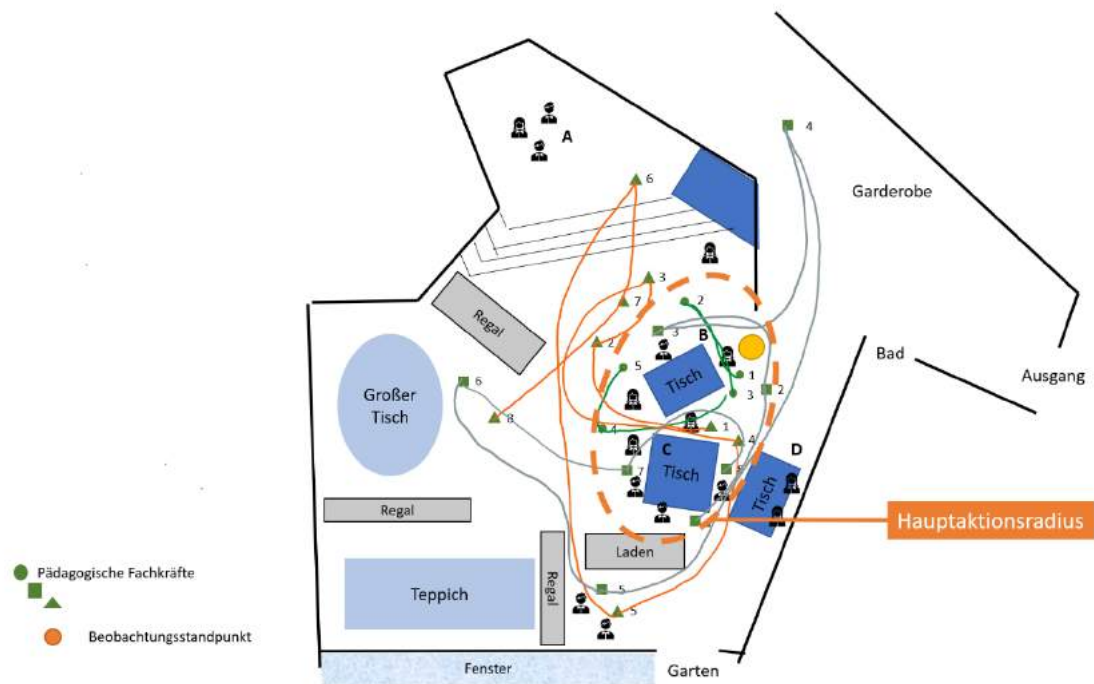 A
4
6
Garderobe
3
Regal
7
2
3
B
2
Bad
5
1
Tisch
6
Großer
Tisch
3
2
Ausgang
8
4
1
4
C
D
7
Tisch
Tisch
Hauptaktionsradius
Regal
Laden
Pädagogische Fachkräfte
Teppich
Regal
5
5
Beobachtungsstandpunkt
Fenster
Garten